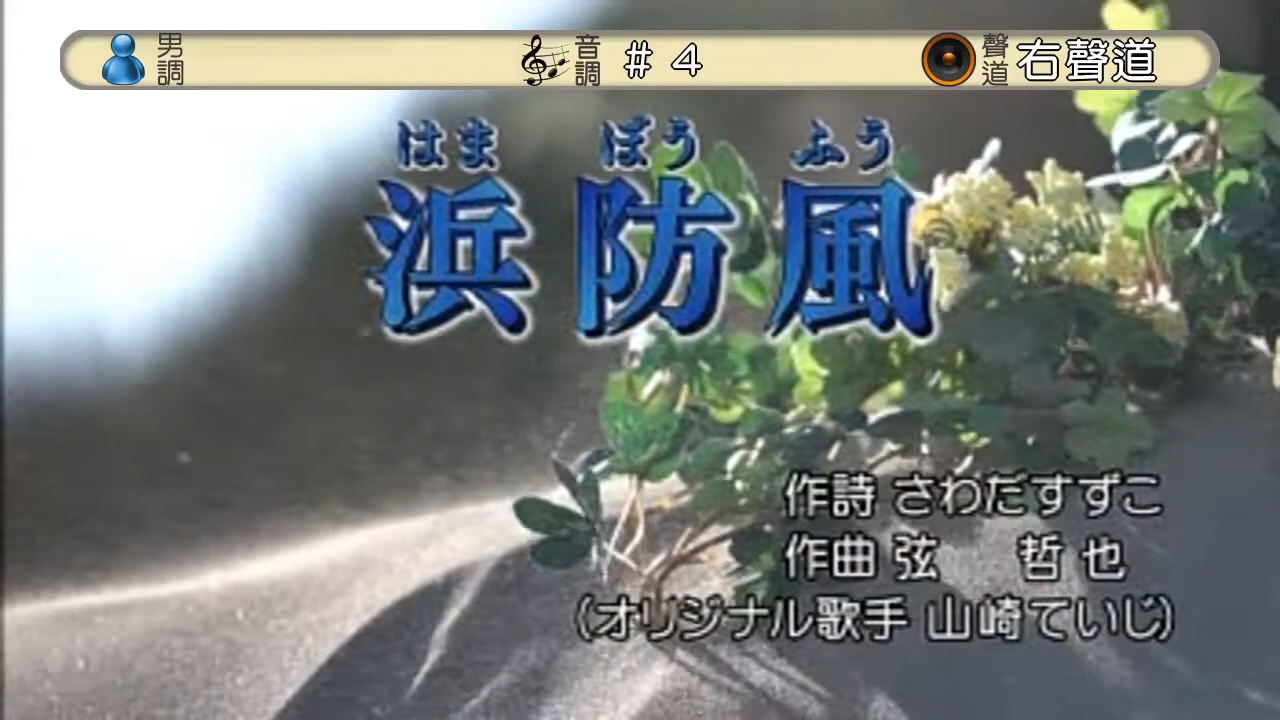 男調 音調 #4 聲道 右聲道
はま ぼう ふう
浜防風
作詩 さわだすずこ
作曲 弦 哲也
(オリジナル歌手 山崎ていじ)